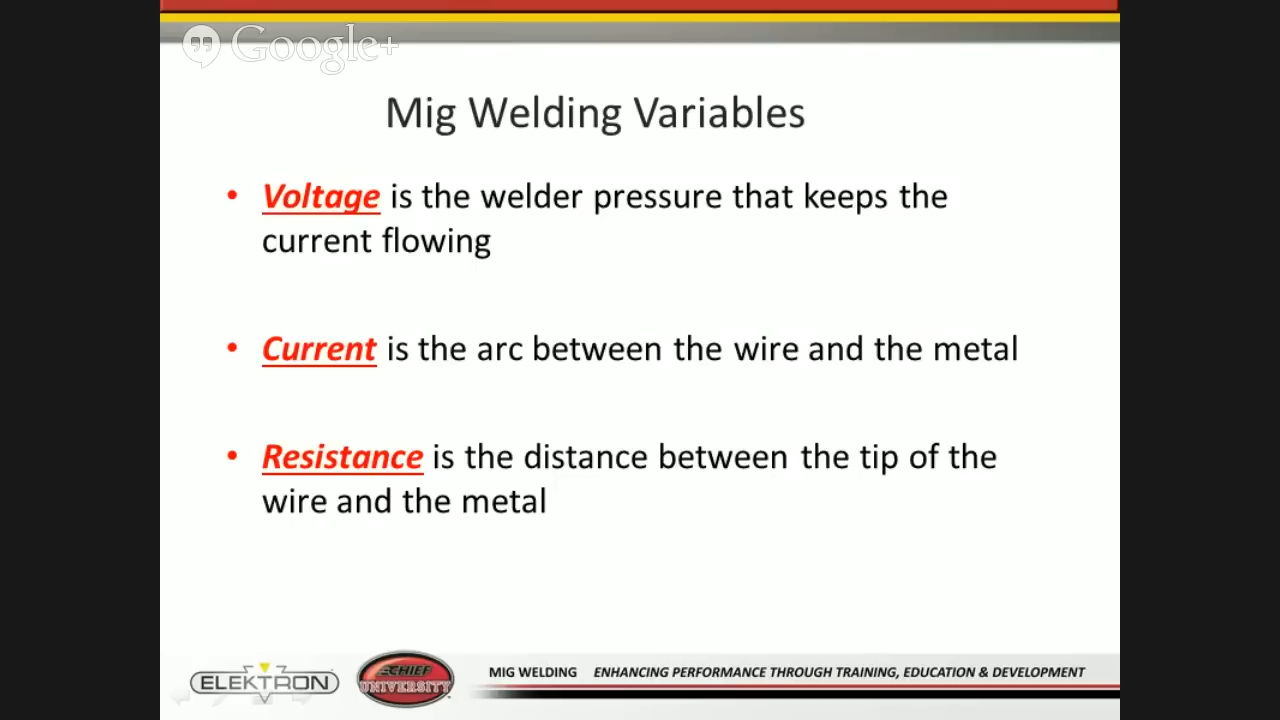 Google+
Mig Welding Variables
• Voltage is the welder pressure that keeps the
current flowing
• Current is the arc between the wire and the metal
• Resistance is the distance between the tip of the
wire and the metal
ELEKTRON
CHIEF
UNIVERSITY
MIG WELDING ENHANCING PERFORMANCE THROUGH TRAINING, EDUCATION & DEVELOPMENT